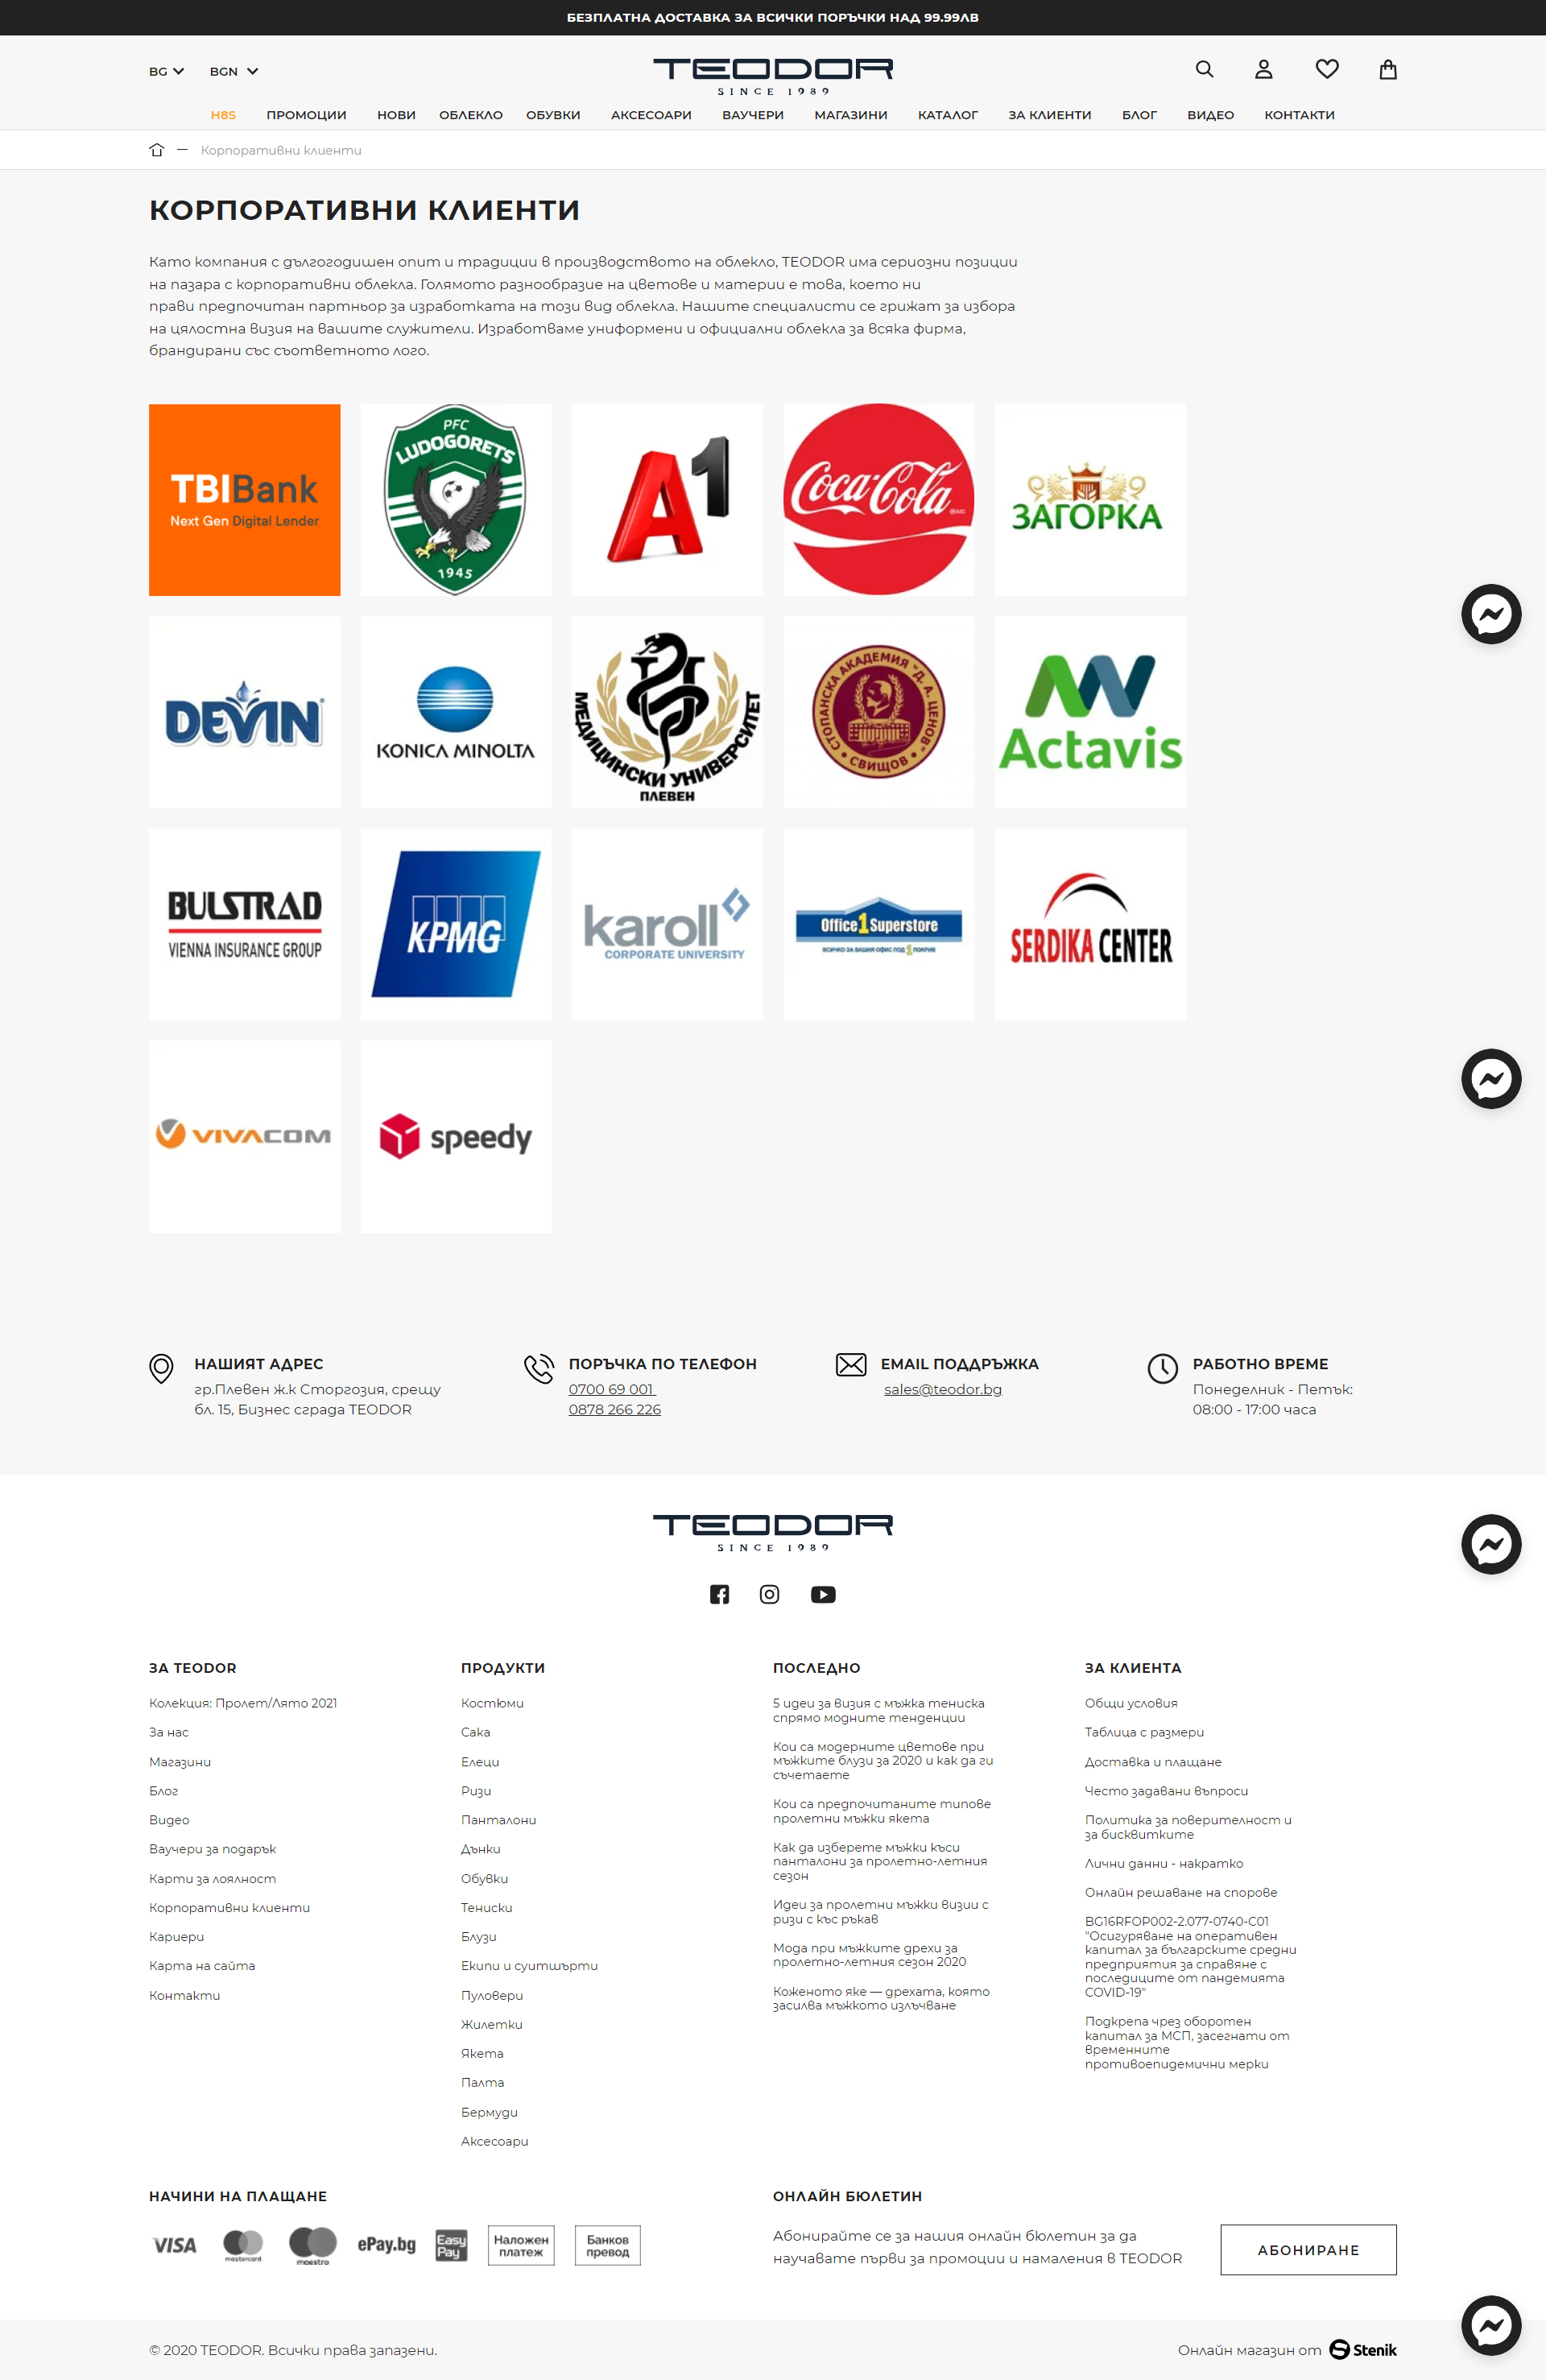 БЕЗПЛАТНА ДОСТАВКА ЗА ВСИЧКИ ПОРЪЧКИ НАД 99.99ЛВ
BG BGN
TEODOR
SINCE 1989
H8S ПРОМОЦИИ НОВИ ОБЛЕКЛО ОБУВКИ АКСЕСОАРИ ВАУЧЕРИ МАГАЗИНИ КАТАЛОГ ЗА КЛИЕНТИ БЛОГ ВИДЕО КОНТАКТИ
Корпоративни клиенти
КОРПОРАТИВНИ КЛИЕНТИ
Като компания с дългогодишен опит и традиции в производството на облекло, TEODOR има сериозни позиции
на пазара с корпоративни облекла. Голямото разнообразие на цветове и материи е това, което ни
прави предпочитан партньор за изработката на този вид облекла. Нашите специалисти се грижат за избора
на цялостна визия на вашите служители. Изработваме униформени и официални облекла за всяка фирма,
брандирани със съответното лого.
TBIBank
Next Gen Digital Lender
PFC
LUDOGORETS
1945
A1
Coca-Cola
ЗАГОРКА
DEVIN
KONICA MINOLTA
МЕДИЦИНСКИ УНИВЕРСИТЕТ
ПЛЕВЕН
СТОПАНСКА АКАДЕМИЯ "Д. А. ЦЕНОВ"
СВИЩОВ
Actavis
BULSTRAD
VIENNA INSURANCE GROUP
KPMG
karoll
CORPORATE UNIVERSITY
Office 1 Superstore
ВСИЧКО ЗА ВАШИЯ ОФИС ПОД 1 ПОКРИВ
SERDIKA CENTER
VIVACOM
speedy
НАШИЯТ АДРЕС
гр.Плевен ж.к Сторгозия, срещу
бл. 15, Бизнес сграда TEODOR
ПОРЪЧКА ПО ТЕЛЕФОН
0700 69 001
0878 266 226
EMAIL ПОДДРЪЖКА
sales@teodor.bg
РАБОТНО ВРЕМЕ
Понеделник - Петък:
08:00 - 17:00 часа
TEODOR
SINCE 1989
ЗА TEODOR
Колекция: Пролет/Лято 2021
За нас
Магазини
Блог
Видео
Ваучери за подарък
Карти за лоялност
Корпоративни клиенти
Кариери
Карта на сайта
Контакти
ПРОДУКТИ
Костюми
Сака
Елеци
Ризи
Панталони
Дънки
Обувки
Тениски
Блузи
Екипи и суитшърти
Пуловери
Жилетки
Якета
Палта
Бермуди
Аксесоари
ПОСЛЕДНО
5 идеи за визия с мъжка тениска
спрямо модните тенденции
Кои са модерните цветове при
мъжките блузи за 2020 и как да ги
съчетаете
Кои са предпочитаните типове
пролетни мъжки якета
Как да изберете мъжки къси
панталони за пролетно-летния
сезон
Идеи за пролетни мъжки визии с
ризи с къс ръкав
Мода при мъжките дрехи за
пролетно-летния сезон 2020
Коженото яке — дрехата, която
засилва мъжкото излъчване
ЗА КЛИЕНТА
Общи условия
Таблица с размери
Доставка и плащане
Често задавани въпроси
Политика за поверителност и
за бисквитките
Лични данни - накратко
Онлайн решаване на спорове
BG16RFOP002-2.077-0740-C01
"Осигуряване на оперативен
капитал за българските средни
предприятия за справяне с
последиците от пандемията
COVID-19"
Подкрепа чрез оборотен
капитал за МСП, засегнати от
временните
противоепидемични мерки
НАЧИНИ НА ПЛАЩАНЕ
VISA
mastercard
maestro
ePay.bg
Easy
Pay
Наложен
платеж
Банков
превод
ОНЛАЙН БЮЛЕТИН
Абонирайте се за нашия онлайн бюлетин за да
научавате първи за промоции и намаления в TEODOR
АБОНИРАНЕ
© 2020 TEODOR. Всички права запазени.
Онлайн магазин от Stenik